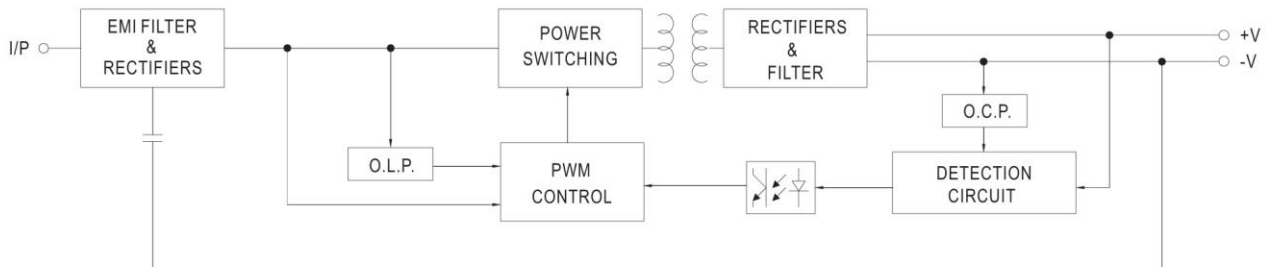 I/P
EMI FILTER
&
RECTIFIERS
POWER
SWITCHING
RECTIFIERS
&
FILTER
+V
-V
O.C.P.
O.L.P.
PWM
CONTROL
DETECTION
CIRCUIT